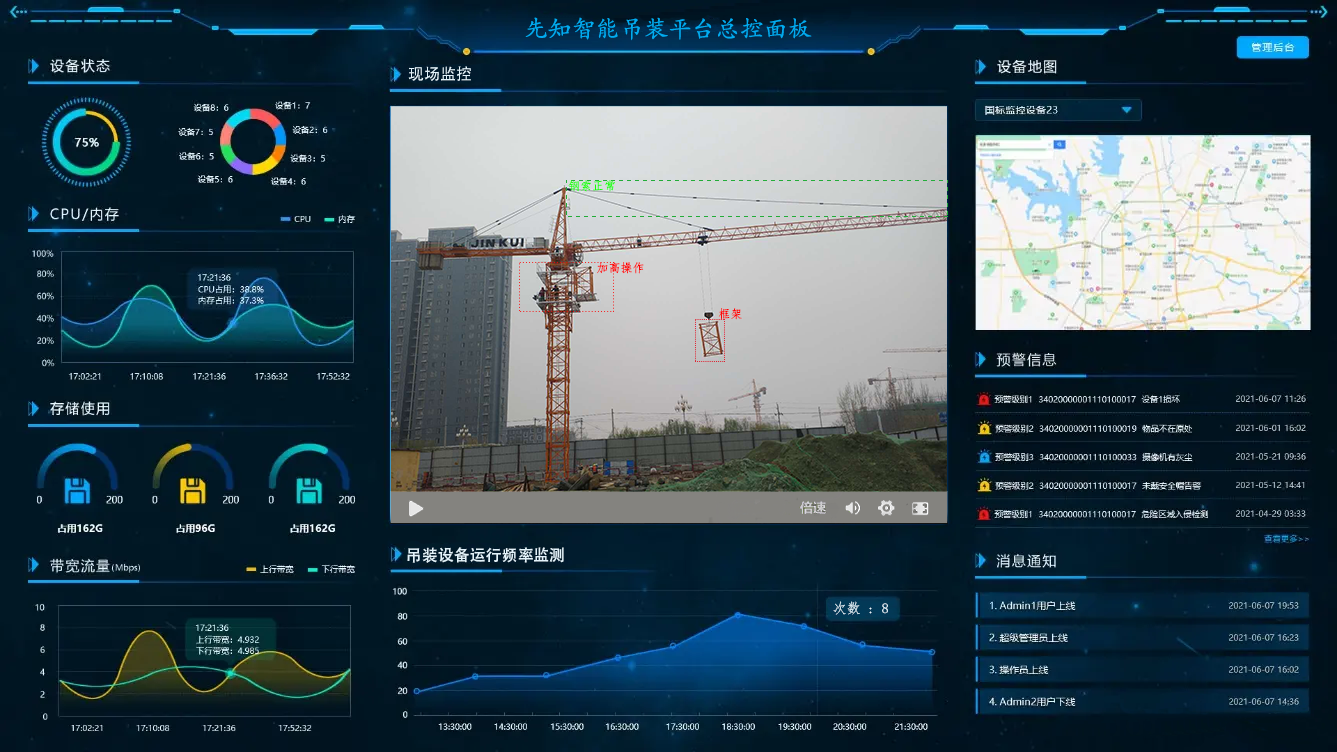 先知智能吊装平台总控面板
管理后台
设备状态
75%
设备8：6
设备1：7
设备7：5
设备2：6
设备6：5
设备3：5
设备5：6
设备4：6
CPU/内存
CPU
内存
100%
80%
60%
40%
20%
0%
17:21:36
CPU占用：38.8%
内存占用：37.3%
17:02:21
17:10:08
17:21:36
17:36:32
17:52:32
存储使用
0
200
0
200
0
200
占用162G
占用96G
占用162G
带宽流量(Mbps)
上行带宽
下行带宽
10
8
6
4
2
0
17:21:36
上行带宽：4.932
下行带宽：4.985
17:02:21
17:10:08
17:21:36
17:52:32
现场监控
钢索正常
JINKUI
加高操作
框架
倍速
吊装设备运行频率监测
100
80
60
40
20
0
次数 ：8
13:30:00
14:30:00
15:30:00
16:30:00
17:30:00
18:30:00
19:30:00
20:30:00
21:30:00
设备地图
国标监控设备23
预警信息
预警级别1 34020000001110100017 设备1损坏 2021-06-07 11:26
预警级别2 34020000001110100019 物品不在原处 2021-06-01 16:02
预警级别3 34020000001110100033 摄像机有灰尘 2021-05-21 09:36
预警级别2 34020000001110100017 未戴安全帽告警 2021-05-12 14:41
预警级别1 34020000001110100017 危险区域入侵检测 2021-04-29 03:33
查看更多>>
消息通知
1. Admin1用户上线 2021-06-07 19:53
2. 超级管理员上线 2021-06-07 16:23
3. 操作员上线 2021-06-07 16:02
4. Admin2用户下线 2021-06-07 14:36